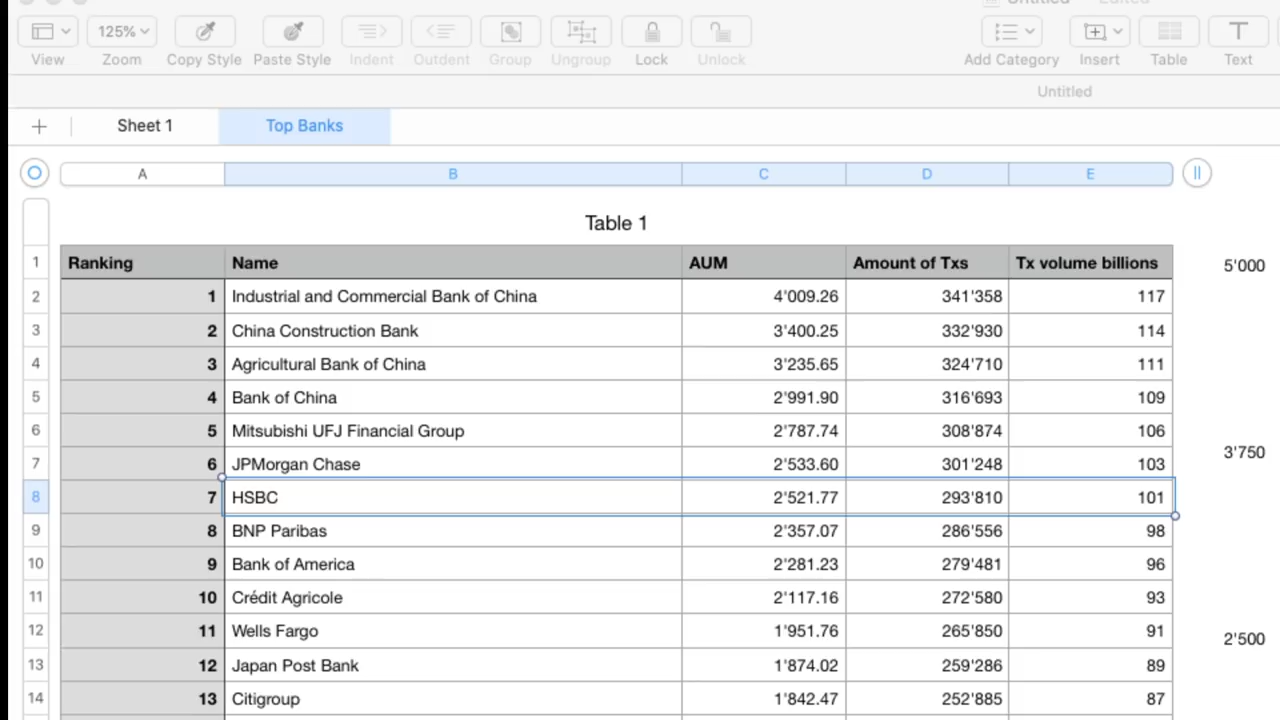 Untitled — Edited
View 125% Zoom Copy Style Paste Style Indent Outdent Group Ungroup Lock Unlock Add Category Insert Table Text
Untitled
+ Sheet 1 Top Banks
A B C D E
Table 1
1 Ranking Name AUM Amount of Txs Tx volume billions 5'000
2 1 Industrial and Commercial Bank of China 4'009.26 341'358 117
3 2 China Construction Bank 3'400.25 332'930 114
4 3 Agricultural Bank of China 3'235.65 324'710 111
5 4 Bank of China 2'991.90 316'693 109
6 5 Mitsubishi UFJ Financial Group 2'787.74 308'874 106
7 6 JPMorgan Chase 2'533.60 301'248 103 3'750
8 7 HSBC 2'521.77 293'810 101
9 8 BNP Paribas 2'357.07 286'556 98
10 9 Bank of America 2'281.23 279'481 96
11 10 Crédit Agricole 2'117.16 272'580 93
12 11 Wells Fargo 1'951.76 265'850 91 2'500
13 12 Japan Post Bank 1'874.02 259'286 89
14 13 Citigroup 1'842.47 252'885 87